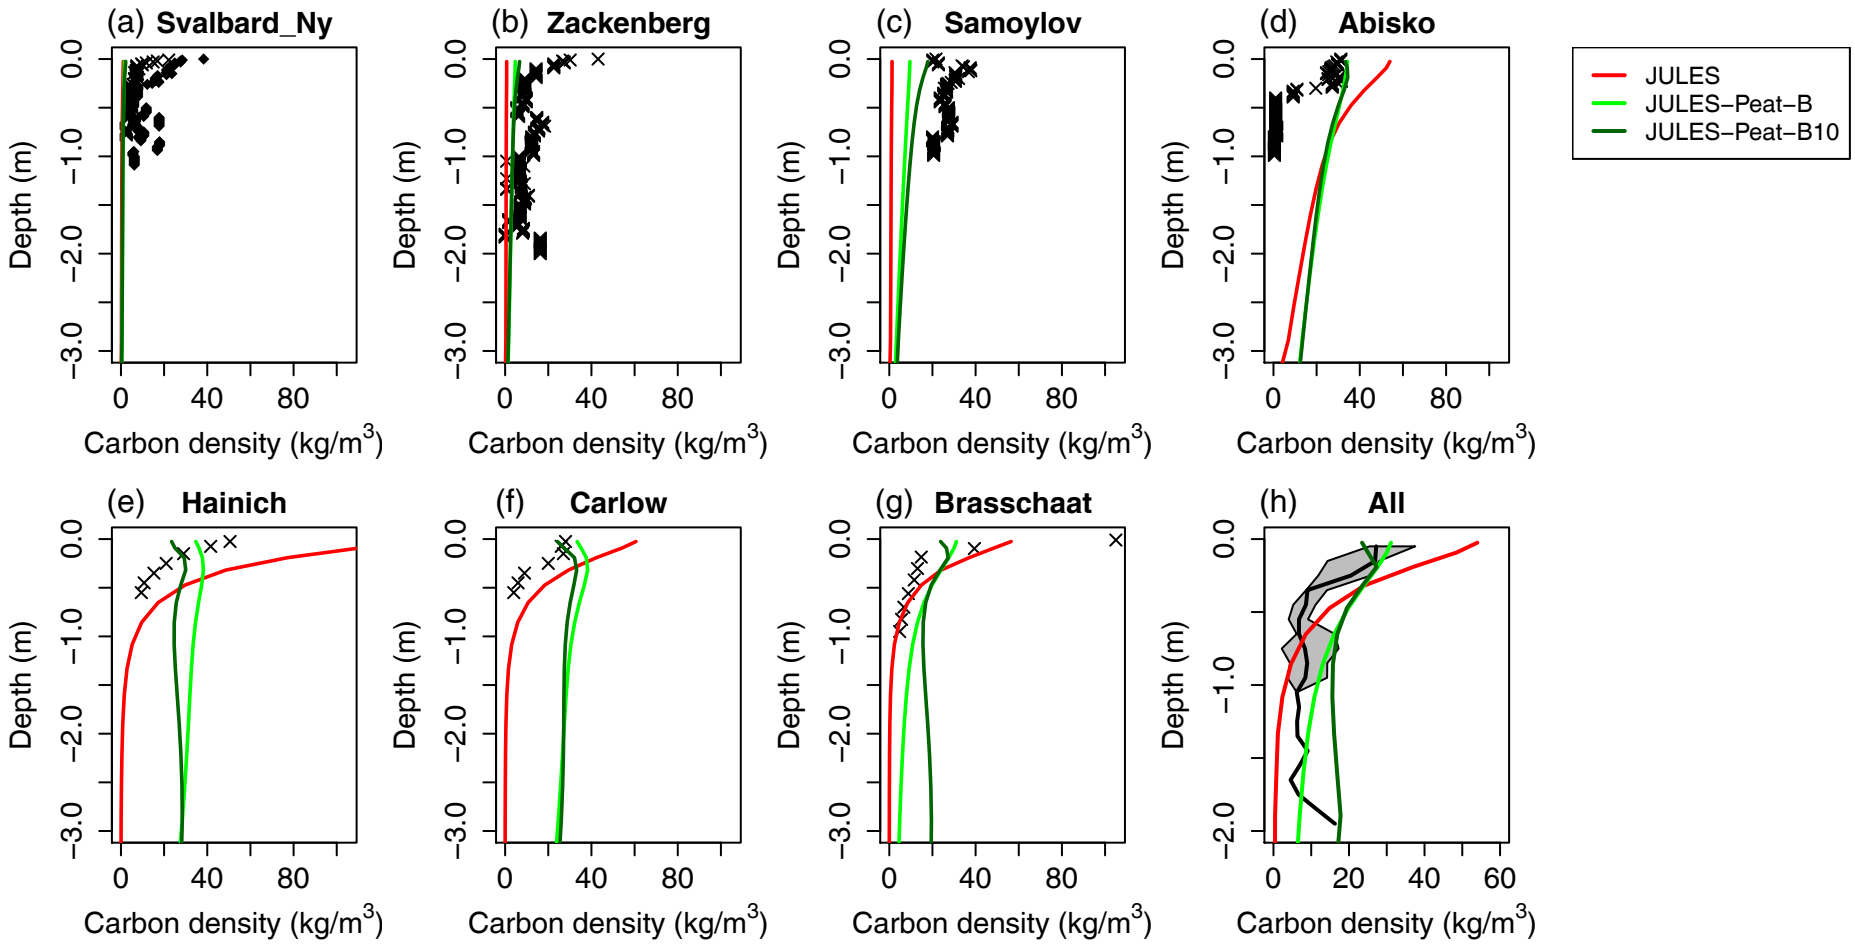 (a) Svalbard_Ny
(b) Zackenberg
(c) Samoylov
(d) Abisko
JULES
JULES−Peat−B
JULES−Peat−B10
Depth (m)
0.0
−1.0
−2.0
−3.0
0 40 80
Carbon density (kg/m3)
Depth (m)
0.0
−1.0
−2.0
−3.0
0 40 80
Carbon density (kg/m3)
Depth (m)
0.0
−1.0
−2.0
−3.0
0 40 80
Carbon density (kg/m3)
Depth (m)
0.0
−1.0
−2.0
−3.0
0 40 80
Carbon density (kg/m3)
(e) Hainich
(f) Carlow
(g) Brasschaat
(h) All
Depth (m)
0.0
−1.0
−2.0
−3.0
0 40 80
Carbon density (kg/m3)
Depth (m)
0.0
−1.0
−2.0
−3.0
0 40 80
Carbon density (kg/m3)
Depth (m)
0.0
−1.0
−2.0
−3.0
0 40 80
Carbon density (kg/m3)
Depth (m)
0.0
−1.0
−2.0
0 20 40 60
Carbon density (kg/m3)